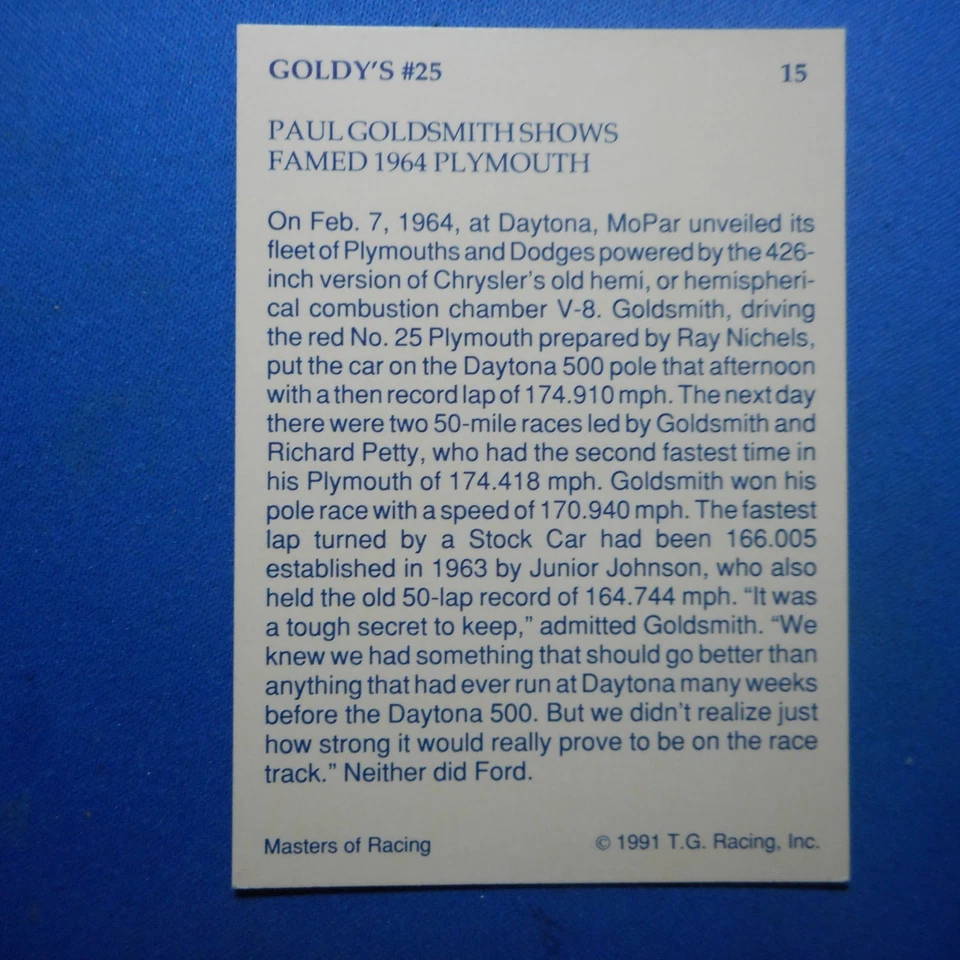 GOLDY'S #25 15
PAUL GOLDSMITH SHOWS
FAMED 1964 PLYMOUTH
On Feb. 7, 1964, at Daytona, MoPar unveiled its
fleet of Plymouths and Dodges powered by the 426-
inch version of Chrysler's old hemi, or hemispheri-
cal combustion chamber V-8. Goldsmith, driving
the red No. 25 Plymouth prepared by Ray Nichels,
put the car on the Daytona 500 pole that afternoon
with a then record lap of 174.910 mph. The next day
there were two 50-mile races led by Goldsmith and
Richard Petty, who had the second fastest time in
his Plymouth of 174.418 mph. Goldsmith won his
pole race with a speed of 170.940 mph. The fastest
lap turned by a Stock Car had been 166.005
established in 1963 by Junior Johnson, who also
held the old 50-lap record of 164.744 mph. “It was
a tough secret to keep,” admitted Goldsmith. “We
knew we had something that should go better than
anything that had ever run at Daytona many weeks
before the Daytona 500. But we didn't realize just
how strong it would really prove to be on the race
track.” Neither did Ford.
Masters of Racing © 1991 T.G. Racing, Inc.